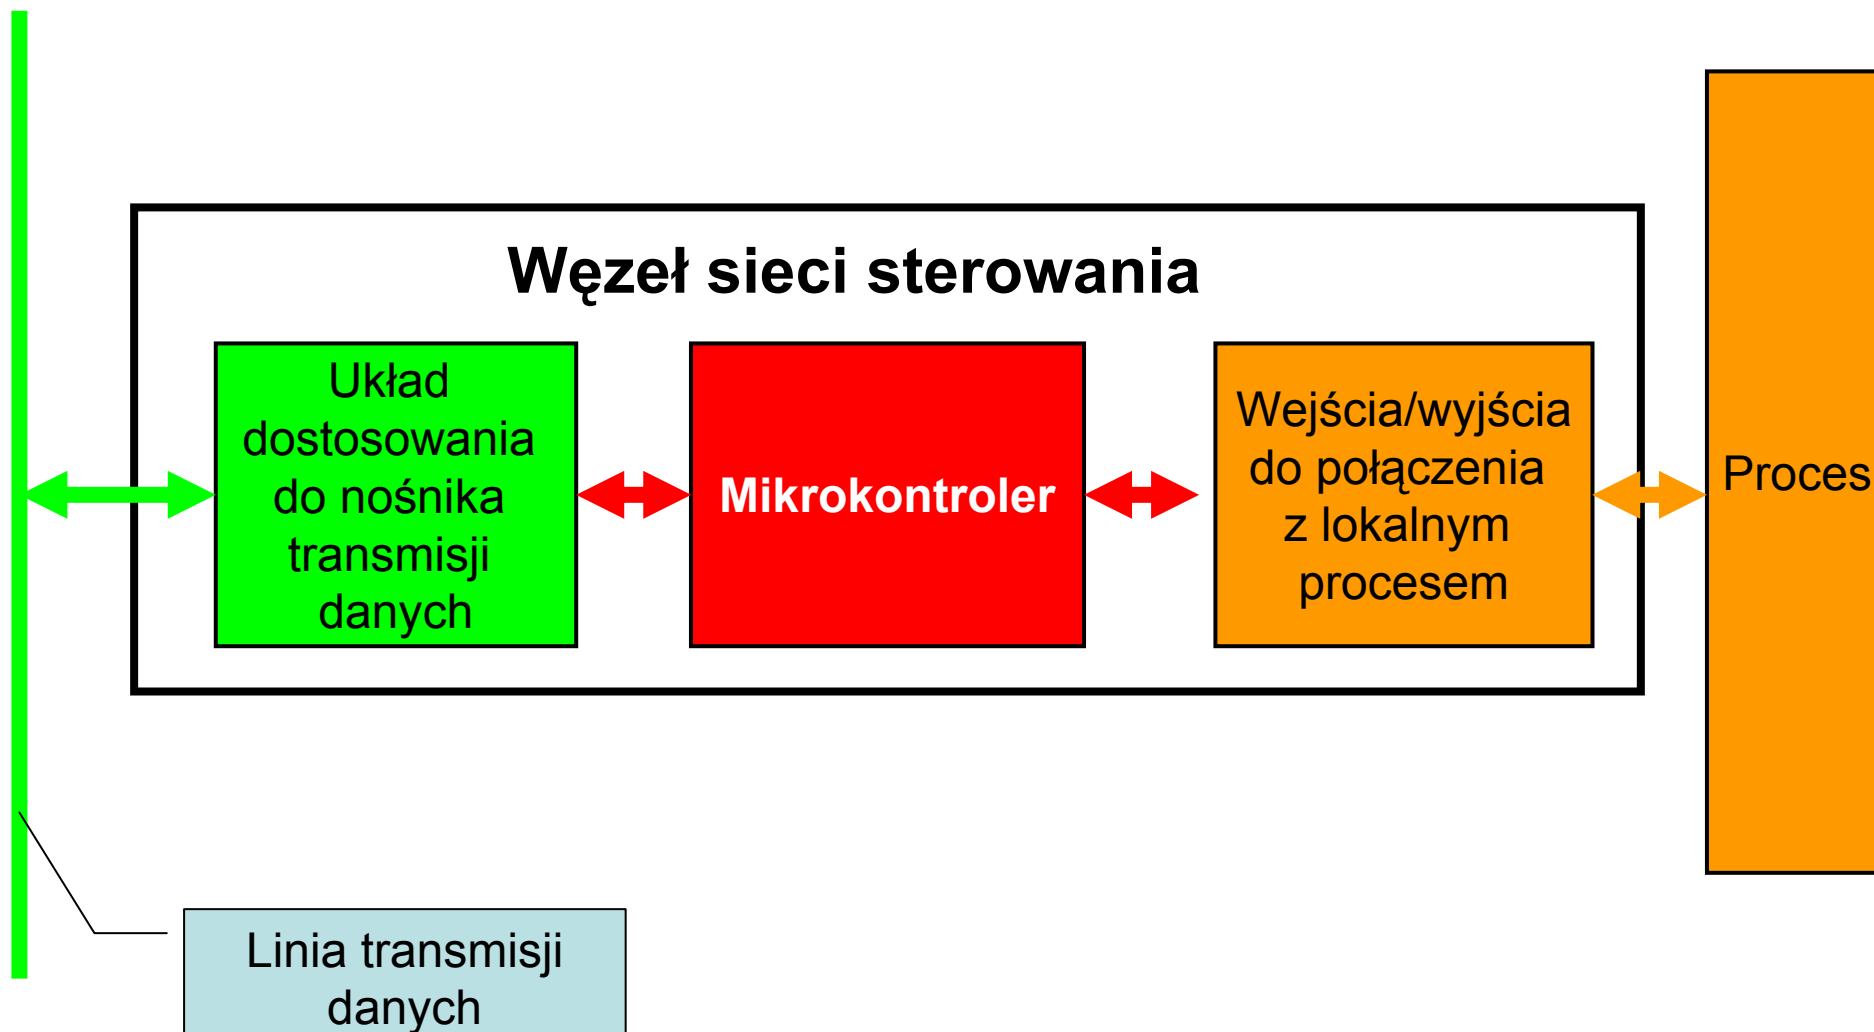 Węzeł sieci sterowania
Układ
dostosowania
do nośnika
transmisji
danych
Mikrokontroler
Wejścia/wyjścia
do połączenia
z lokalnym
procesem
Proces
Linia transmisji
danych